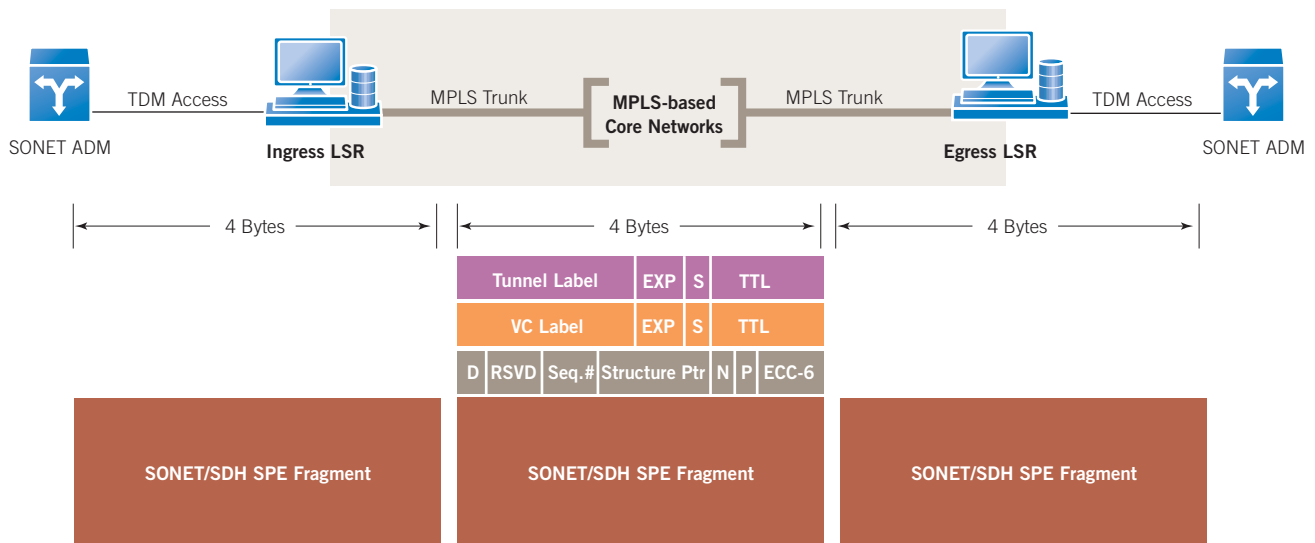 TDM Access
MPLS Trunk
MPLS-based
Core Networks
MPLS Trunk
TDM Access
SONET ADM
Ingress LSR
Egress LSR
SONET ADM
4 Bytes
4 Bytes
4 Bytes
Tunnel Label EXP S TTL
VC Label EXP S TTL
D RSVD Seq.# Structure Ptr N P ECC-6
SONET/SDH SPE Fragment
SONET/SDH SPE Fragment
SONET/SDH SPE Fragment